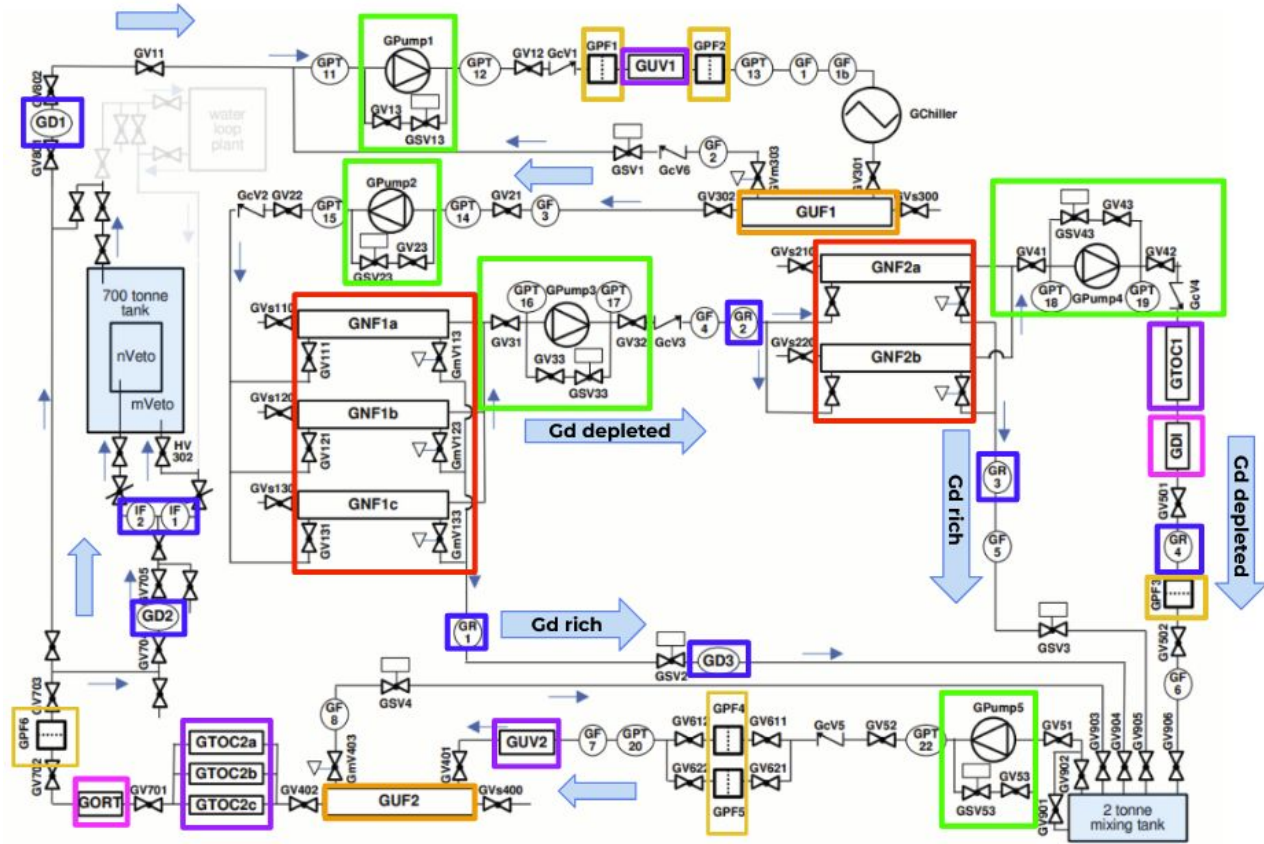 GV11
GPT
11
GPump1
GV13
GSV13
GPT
12
GV12
GcV1
GPF1
GUV1
GPF2
GPT
13
GF
1
GF
1b
GChiller
GV802
GD1
GV801
water
loop
plant
GSV1
GcV6
GF
2
GVm303
GV301
GV302
GUF1
GVs300
GcV2
GV22
GPT
15
GPump2
GV23
GSV23
GPT
14
GV21
GF
3
700 tonne
tank
nVeto
mVeto
HV
302
GVs110
GNF1a
GV111
GmV113
GVs120
GNF1b
GV121
GmV123
GVs130
GNF1c
GV131
GmV133
GV31
GPT
16
GPump3
GPT
17
GV33
GSV33
GV32
GcV3
GF
4
GR
2
GVs210
GNF2a
GVs220
GNF2b
GV41
GSV43
GV43
GPT
18
GPump4
GPT
19
GV42
GcV4
GTOC1
GDI
GV501
GR
4
GPF3
GV502
GF
6
Gd depleted
Gd rich
Gd depleted
GR
3
GF
5
GSV3
IF
2
IF
1
GV705
GD2
GV70
GR
1
Gd rich
GSV2
GD3
GSV4
GF
8
GmV403
GV703
GPF6
GV702
GORT
GV701
GTOC2a
GTOC2b
GTOC2c
GV402
GUF2
GV401
GVs400
GUV2
GF
7
GPT
20
GV612
GPF4
GV611
GV622
GPF5
GV621
GcV5
GV52
GPT
22
GPump5
GSV53
GV53
GV51
GV901
GV902
GV903
GV904
GV905
GV906
2 tonne
mixing tank